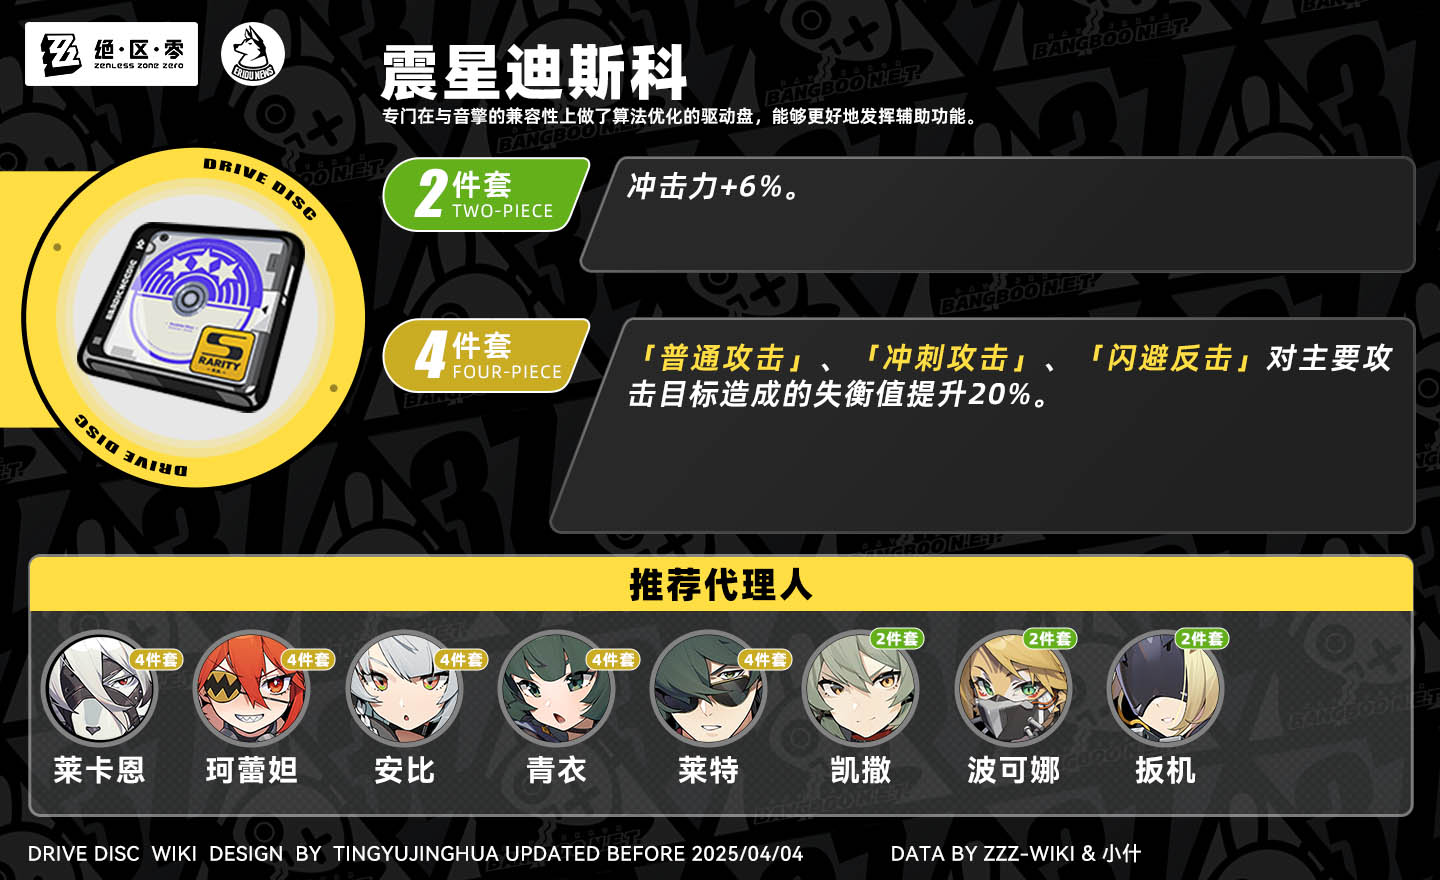 绝·区·零
Zenless Zone Zero
ERIDU NEWS
震星迪斯科
专门在与音擎的兼容性上做了算法优化的驱动盘，能够更好地发挥辅助功能。
DRIVE DISC
S
RARITY
DRIVE DISC
2件套
TWO-PIECE
冲击力+6%。
4件套
FOUR-PIECE
「普通攻击」、「冲刺攻击」、「闪避反击」对主要攻
击目标造成的失衡值提升20%。
推荐代理人
4件套 4件套 4件套 4件套 4件套 2件套 2件套 2件套
莱卡恩 珂蕾妲 安比 青衣 莱特 凯撒 波可娜 扳机
DRIVE DISC WIKI DESIGN BY TINGYUJINGHUA UPDATED BEFORE 2025/04/04 DATA BY ZZZ-WIKI & 小什
BANGBOO N.E.T.